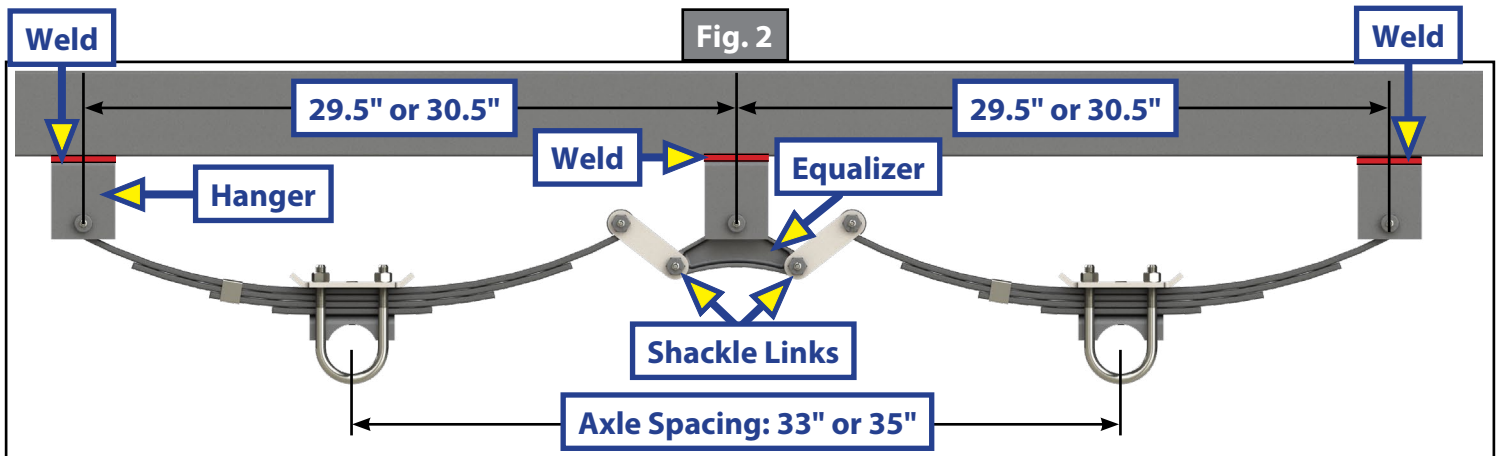 Weld
Fig. 2
Weld
29.5" or 30.5"
29.5" or 30.5"
Weld
Equalizer
Hanger
Shackle Links
Axle Spacing: 33" or 35"